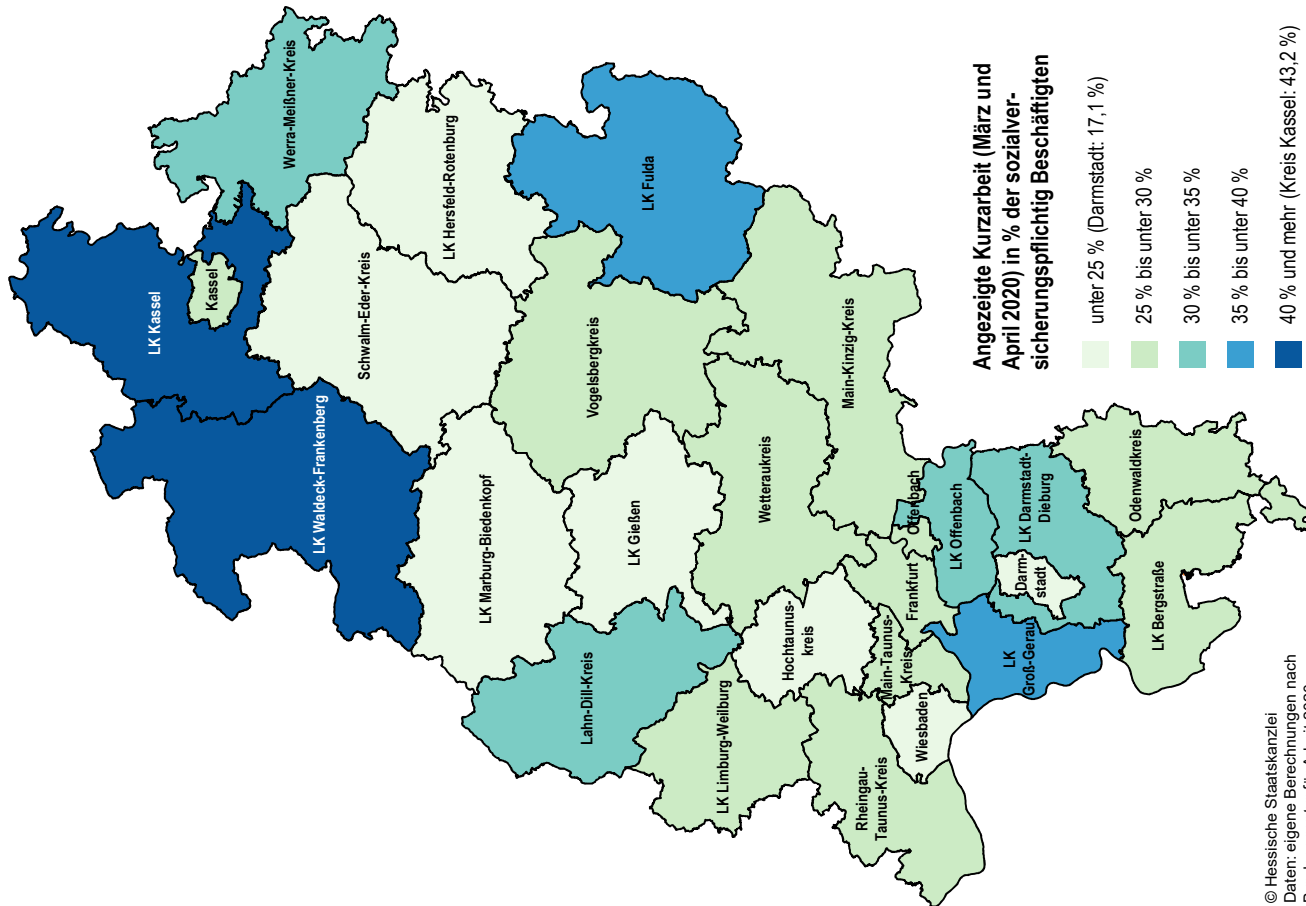 Werra-Meißner-Kreis
LK Kassel
Kassel
LK Waldeck-Frankenberg
Schwalm-Eder-Kreis
LK Hersfeld-Rotenburg
LK Fulda
LK Marburg-Biedenkopf
Vogelsbergkreis
LK Gießen
Lahn-Dill-Kreis
Wetteraukreis
Main-Kinzig-Kreis
LK Limburg-Weilburg
Hochtaunus-
kreis
Rheingau-
Taunus-Kreis
Main-Taunus-
Kreis
Wiesbaden
Frankfurt
Offenbach
LK Offenbach
LK
Groß-Gerau
Darm-
stadt
LK Darmstadt-
Dieburg
LK Bergstraße
Odenwaldkreis
Angezeigte Kurzarbeit (März und
April 2020) in % der sozialver-
sicherungspflichtig Beschäftigten
unter 25 % (Darmstadt: 17,1 %)
25 % bis unter 30 %
30 % bis unter 35 %
35 % bis unter 40 %
40 % und mehr (Kreis Kassel: 43,2 %)
© Hessische Staatskanzlei
Daten: eigene Berechnungen nach